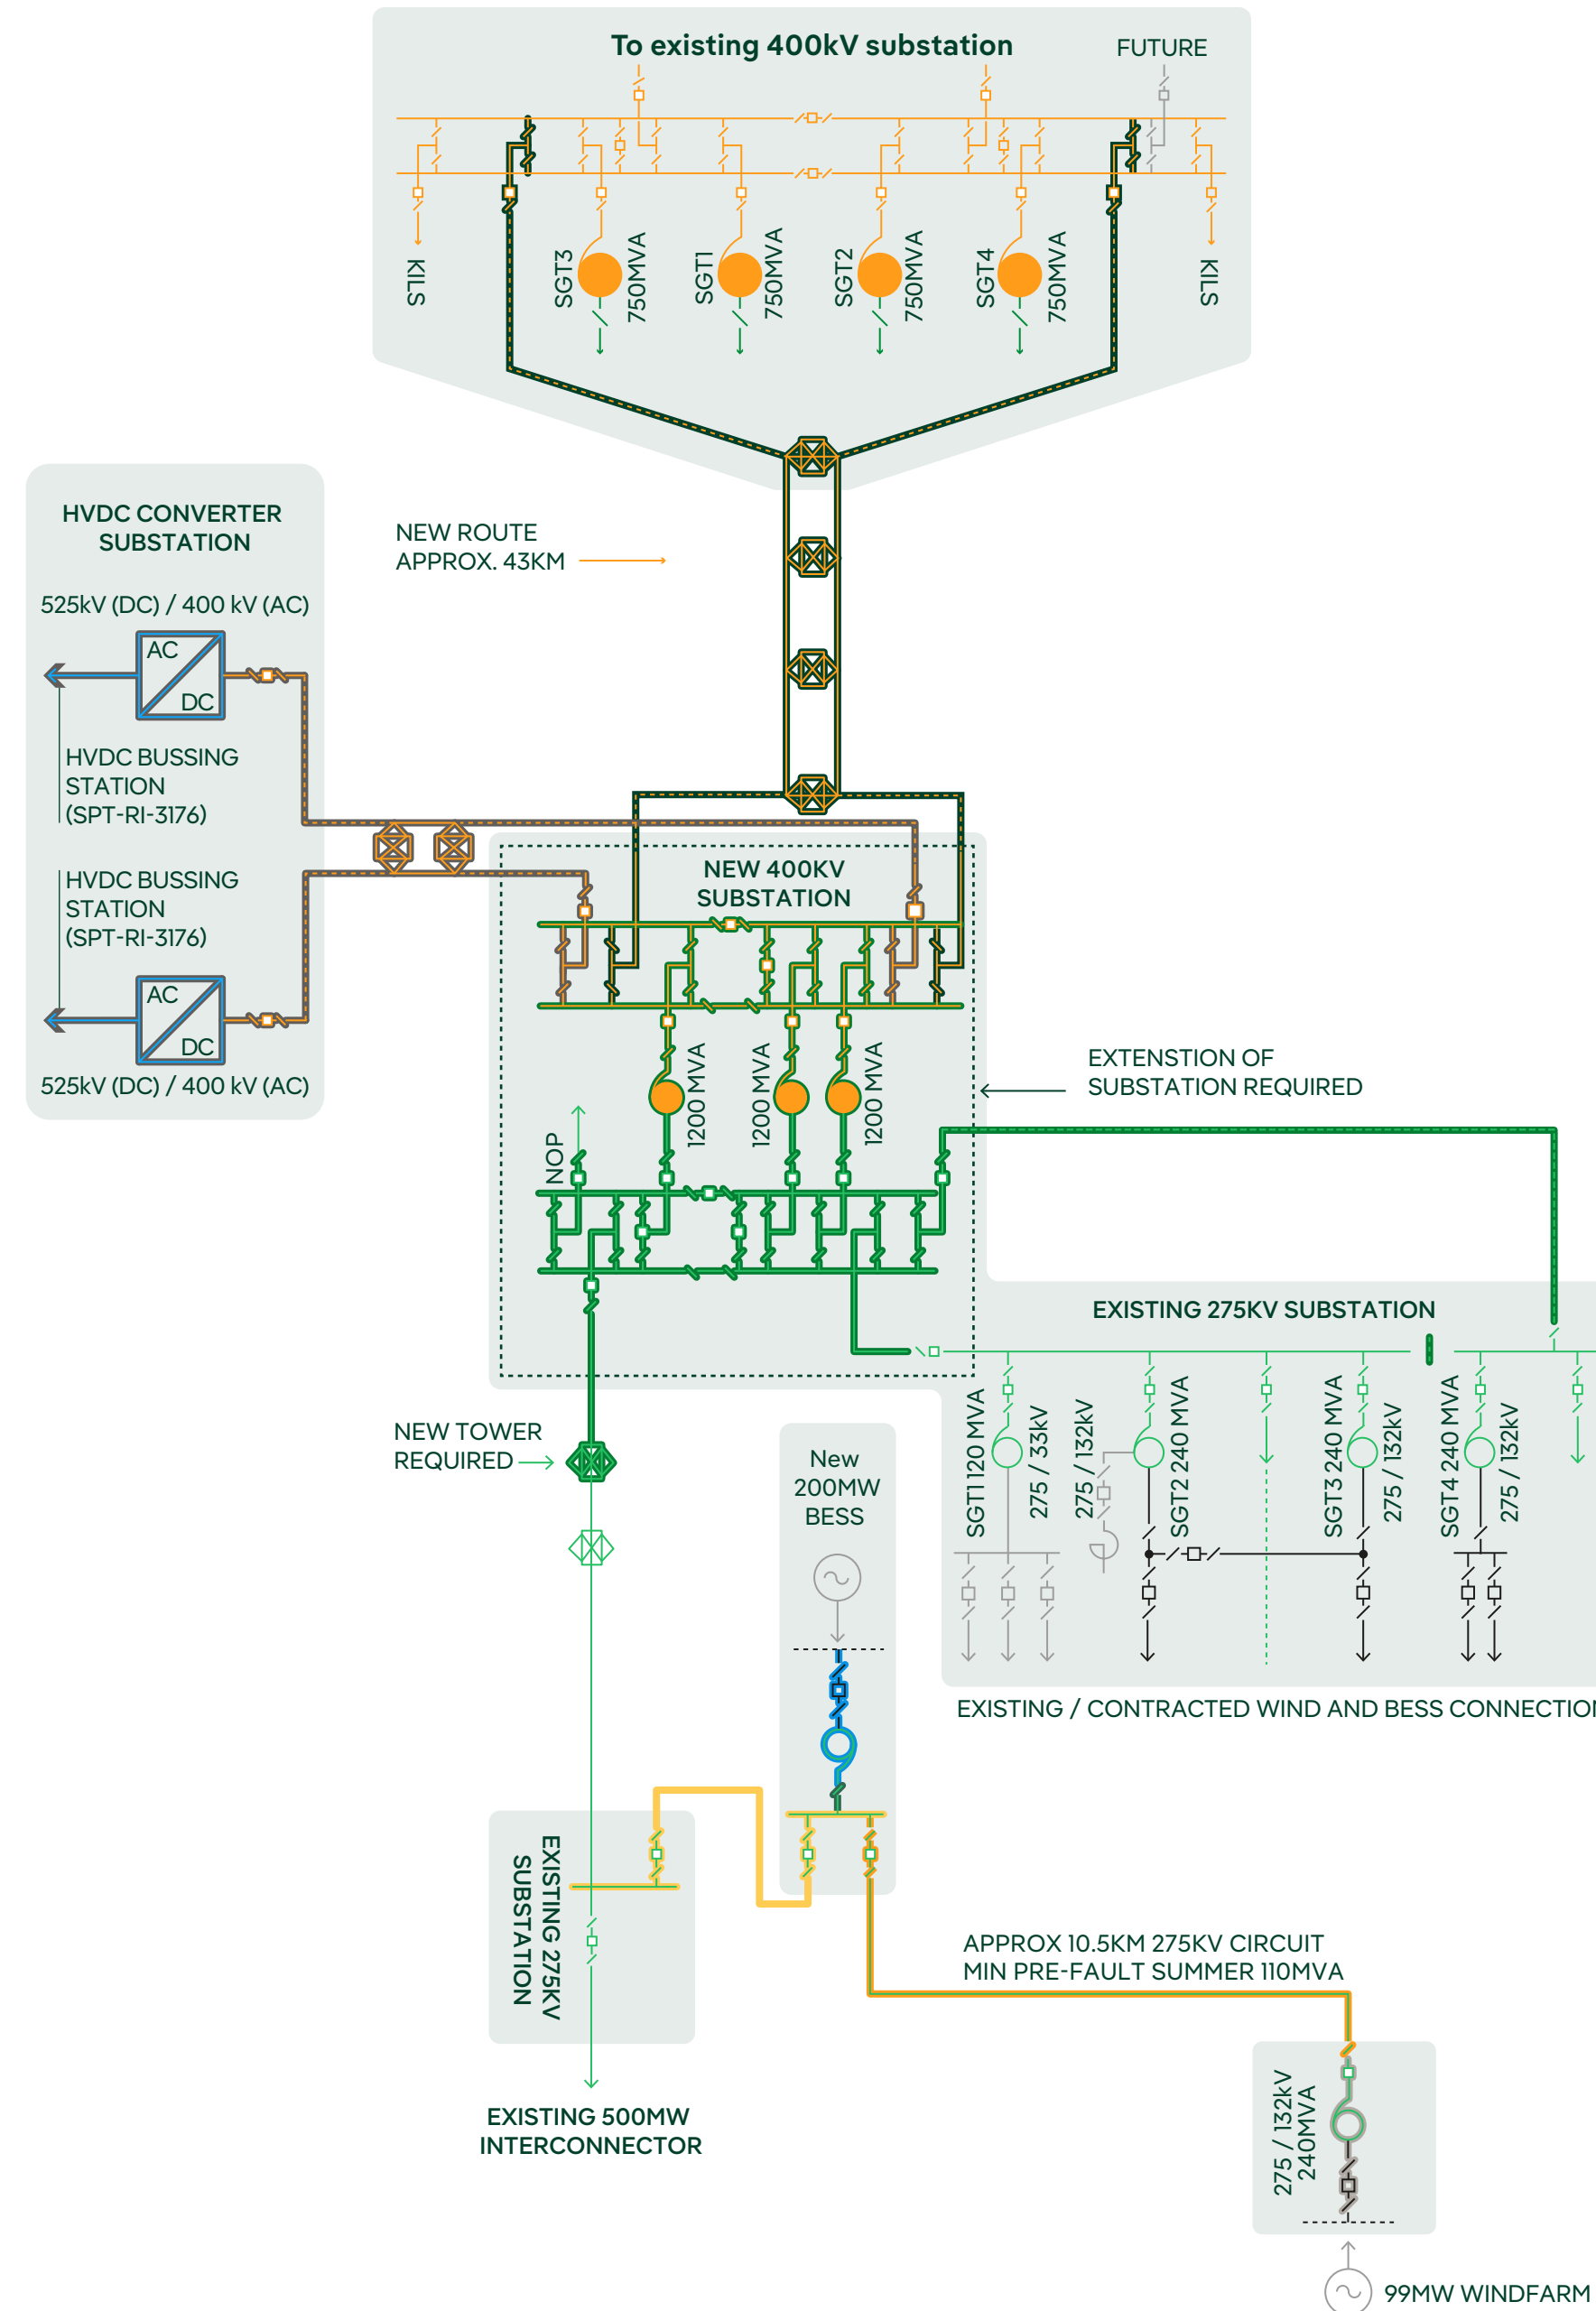 To existing 400kV substation
FUTURE
KILS
SGT3
750MVA
SGT1
750MVA
SGT2
750MVA
SGT4
750MVA
KILS
HVDC CONVERTER
SUBSTATION
525kV (DC) / 400 kV (AC)
AC
DC
HVDC BUSSING
STATION
(SPT-RI-3176)
HVDC BUSSING
STATION
(SPT-RI-3176)
AC
DC
525kV (DC) / 400 kV (AC)
NEW ROUTE
APPROX. 43KM
NEW 400KV
SUBSTATION
1200 MVA
1200 MVA
1200 MVA
NOP
EXTENSTION OF
SUBSTATION REQUIRED
EXISTING 275KV SUBSTATION
SGT1 120 MVA
275 / 33kV
275 / 132kV
SGT2 240 MVA
SGT3 240 MVA
275 / 132kV
SGT4 240 MVA
275 / 132kV
EXISTING / CONTRACTED WIND AND BESS CONNECTION
NEW TOWER
REQUIRED
New
200MW
BESS
EXISTING 275KV
SUBSTATION
EXISTING 500MW
INTERCONNECTOR
APPROX 10.5KM 275KV CIRCUIT
MIN PRE-FAULT SUMMER 110MVA
275 / 132kV
240MVA
99MW WINDFARM